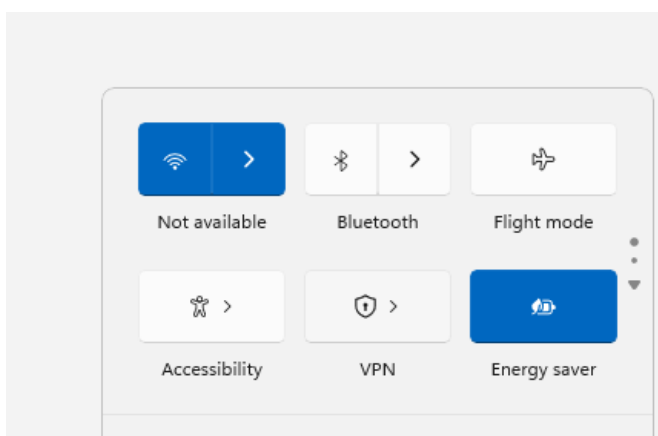 Not available
Bluetooth
Flight mode
Accessibility
VPN
Energy saver